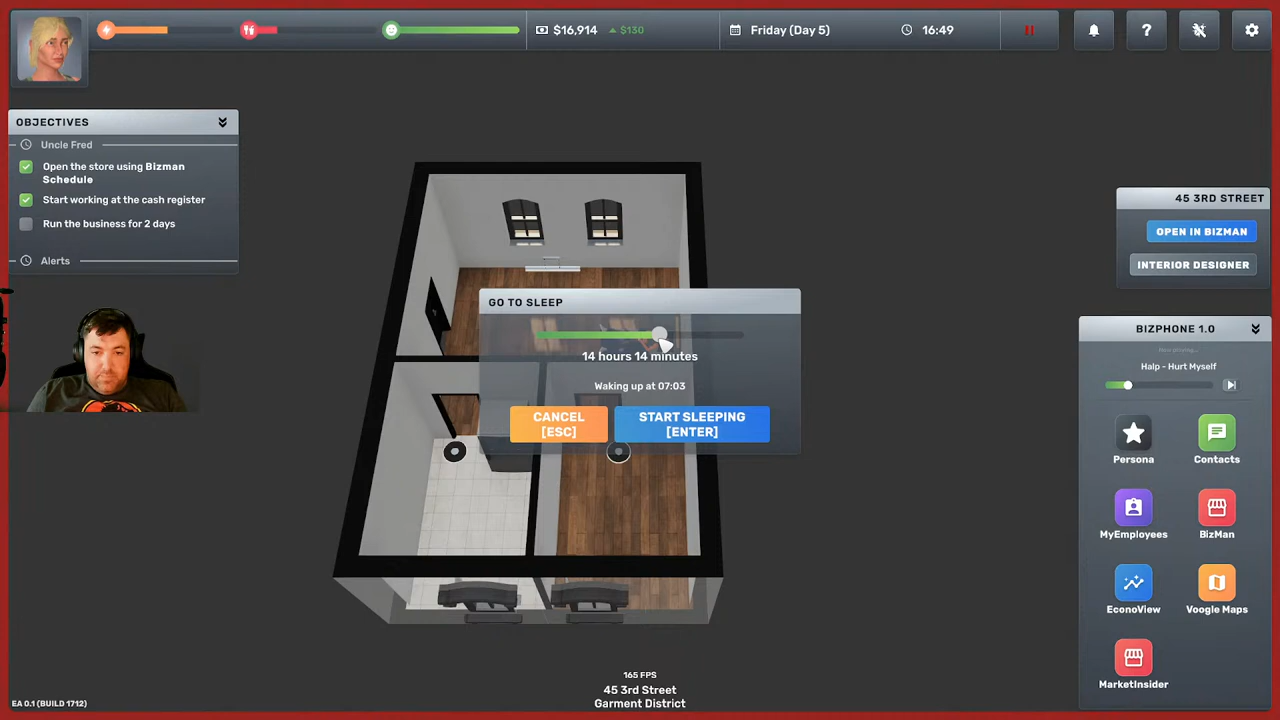 $16,914 ▲ $130
Friday (Day 5)
16:49
OBJECTIVES
Uncle Fred
Open the store using Bizman
Schedule
Start working at the cash register
Run the business for 2 days
Alerts
45 3RD STREET
OPEN IN BIZMAN
INTERIOR DESIGNER
GO TO SLEEP
14 hours 14 minutes
Waking up at 07:03
CANCEL
[ESC]
START SLEEPING
[ENTER]
BIZPHONE 1.0
Halp - Hurt Myself
Persona
Contacts
MyEmployees
BizMan
EconoView
Voogle Maps
MarketInsider
165 FPS
45 3rd Street
Garment District
EA 0.1 (BUILD 1712)